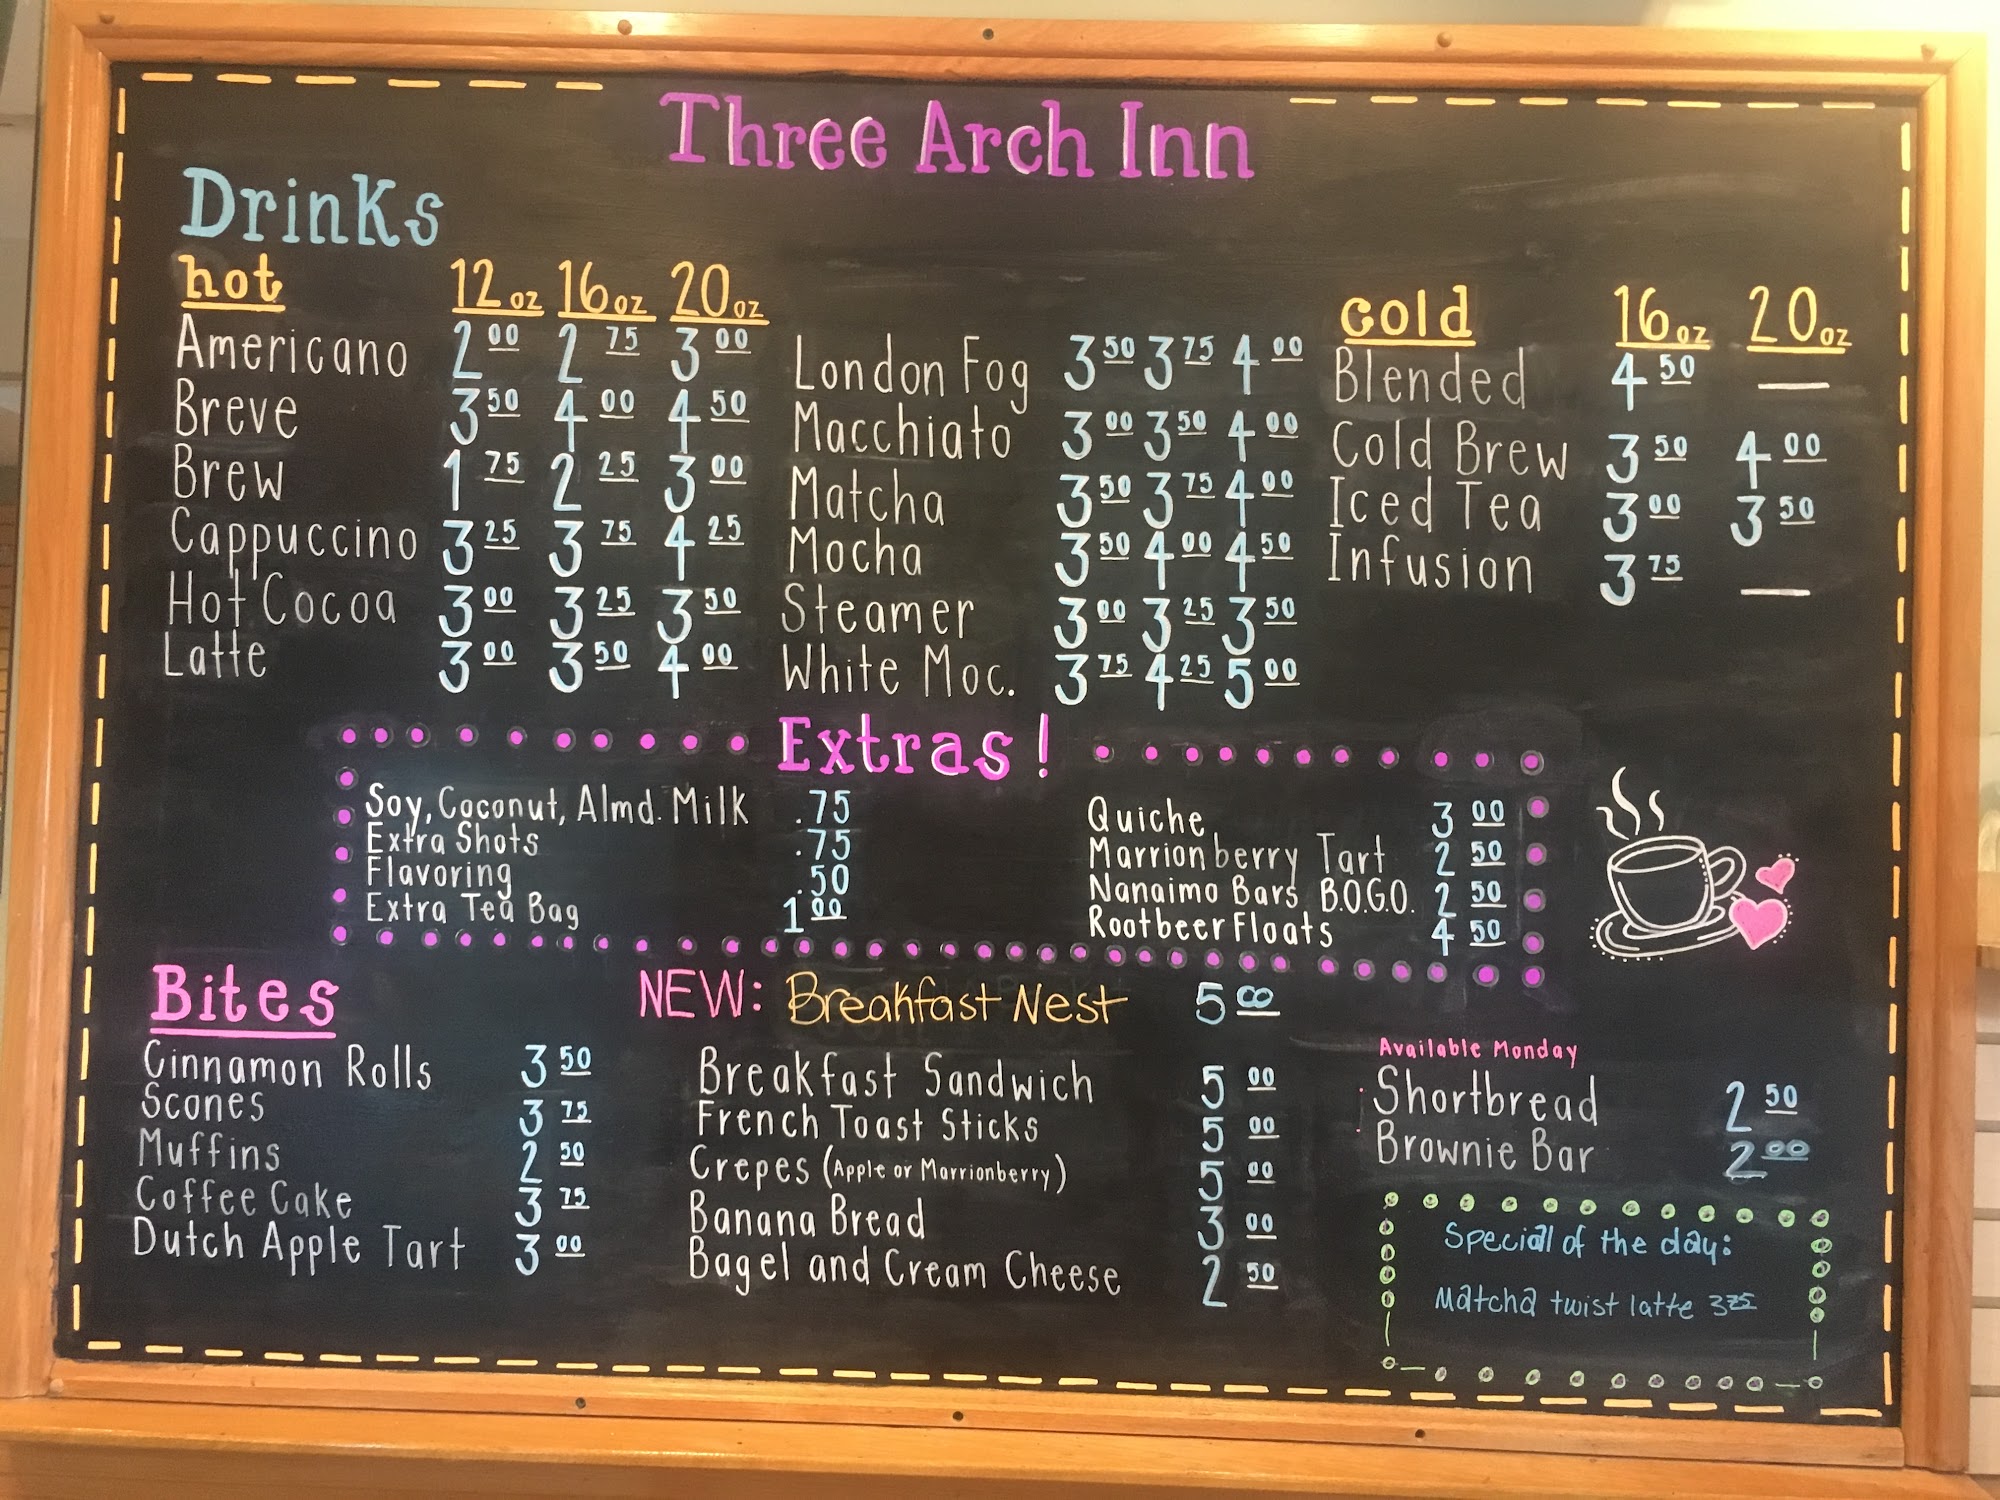 Three Arch Inn
Drinks
hot 12oz 16oz 20oz
Americano 2 00 2 75 3 00
Breve 3 50 4 00 4 50
Brew 1 75 2 25 3 00
Cappuccino 3 25 3 75 4 25
Hot Cocoa 3 00 3 25 3 50
Latte 3 00 3 50 4 00
London Fog 3 50 3 75 4 00
Macchiato 3 00 3 50 4 00
Matcha 3 50 3 75 4 00
Mocha 3 50 4 00 4 50
Steamer 3 00 3 25 3 50
White Moc. 3 75 4 25 5 00
cold 16oz 20oz
Blended 4 50 —
Cold Brew 3 50 4 00
Iced Tea 3 00 3 50
Infusion 3 75 —
Extras!
Soy, Coconut, Almd. Milk .75
Extra Shots .75
Flavoring .50
Extra Tea Bag 1 00
Quiche 3 00
Marrionberry Tart 2 50
Nanaimo Bars B.O.G.O. 2 50
Rootbeer Floats 4 50
Bites
Cinnamon Rolls 3 50
Scones 3 75
Muffins 2 50
Coffee Cake 3 75
Dutch Apple Tart 3 00
NEW: Breakfast Nest 5 00
Breakfast Sandwich 5 00
French Toast Sticks 5 00
Crepes (Apple or Marrionberry) 5 00
Banana Bread 3 00
Bagel and Cream Cheese 2 50
Available Monday
Shortbread 2 50
Brownie Bar 2 00
Speciall of the day:
Matcha twist latte 3 75